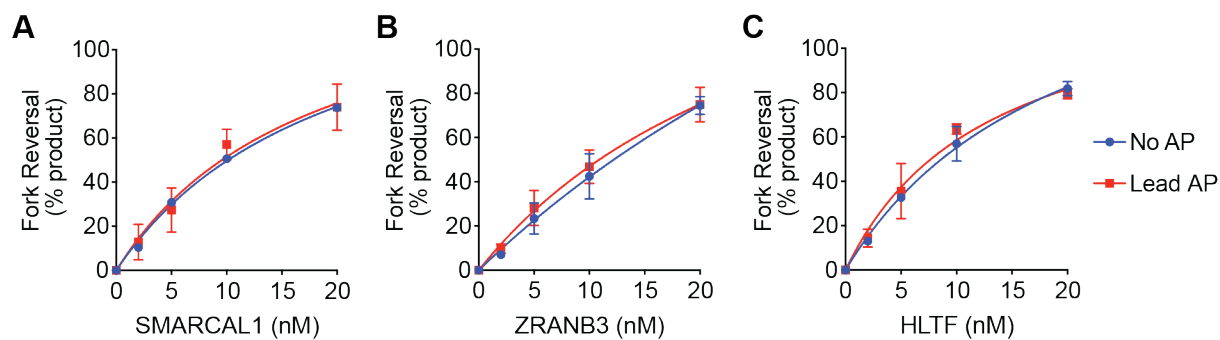 A
Fork Reversal
(% product)
100
80
60
40
20
0
0 5 10 15 20
SMARCAL1 (nM)
B
Fork Reversal
(% product)
100
80
60
40
20
0
0 5 10 15 20
ZRANB3 (nM)
C
Fork Reversal
(% product)
100
80
60
40
20
0
0 5 10 15 20
HLTF (nM)
No AP
Lead AP